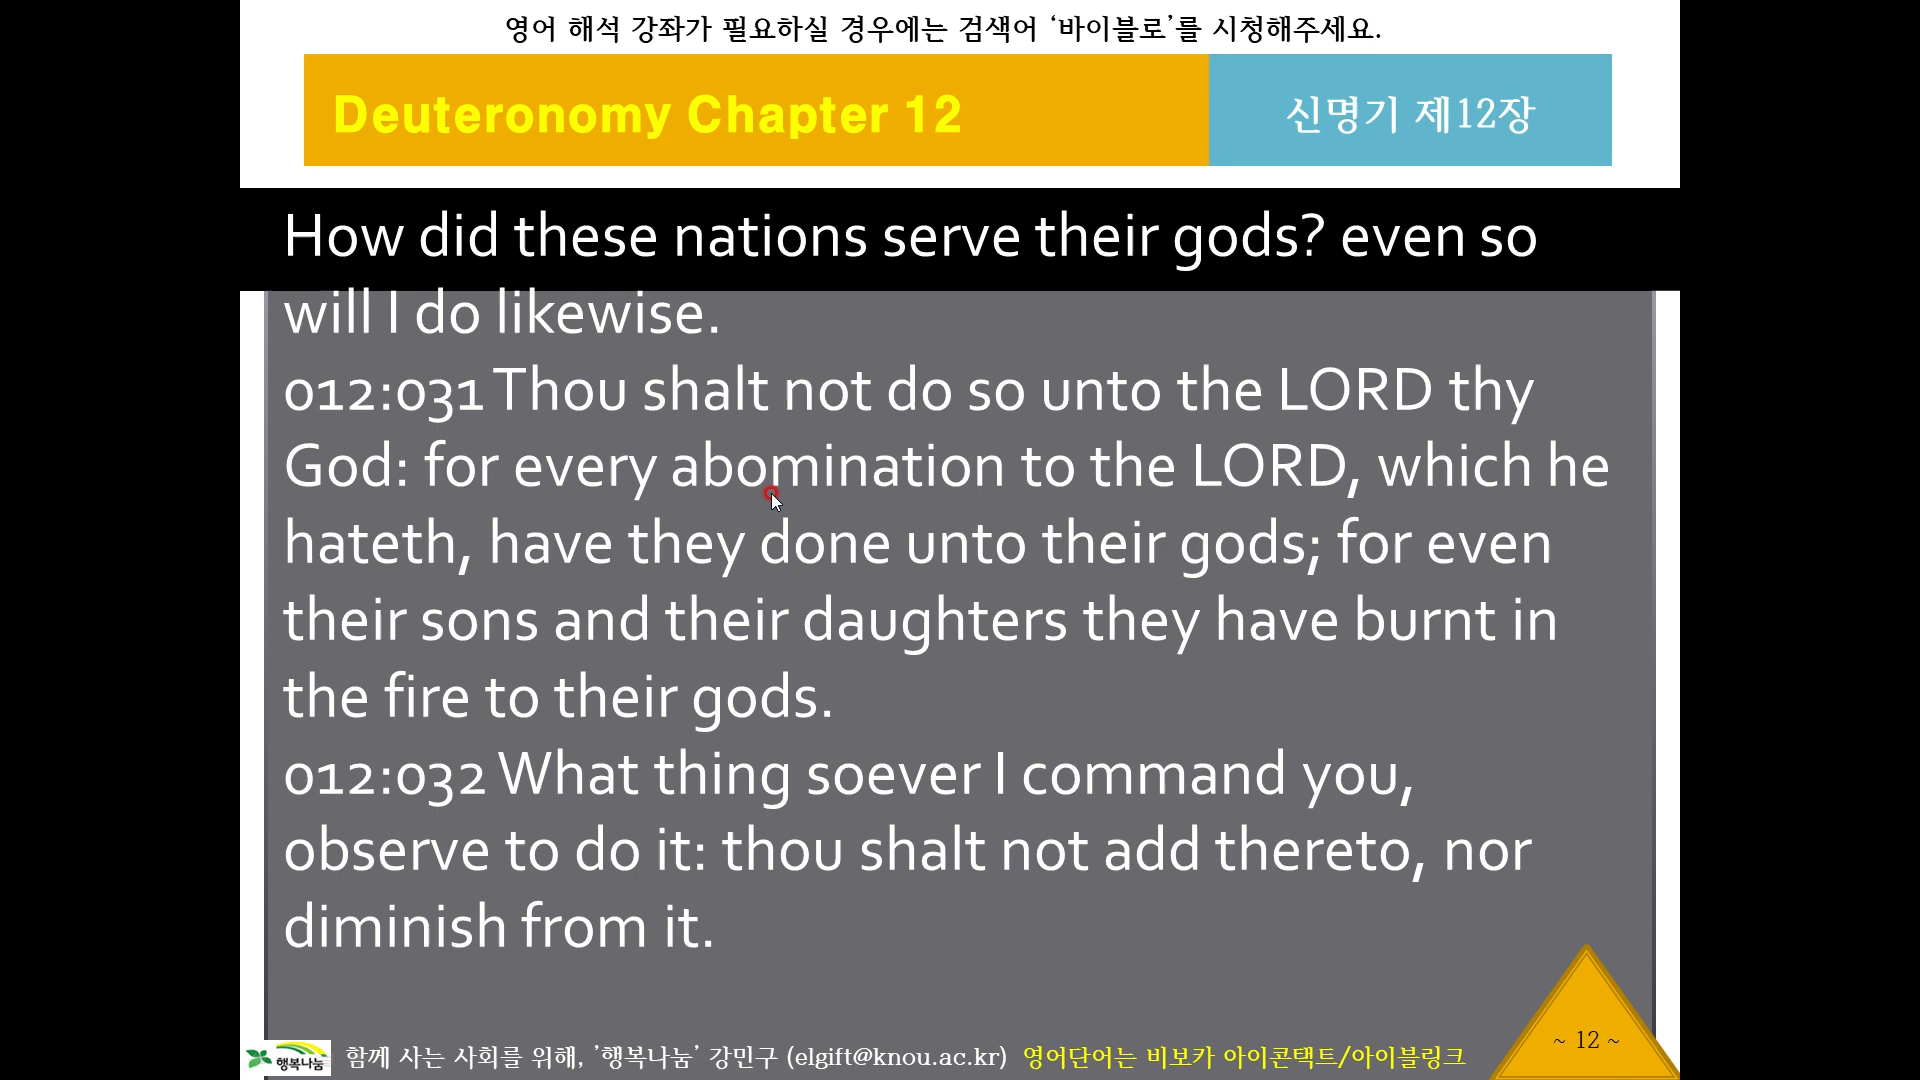 영어 해석 강좌가 필요하실 경우에는 검색어 ‘바이블로’를 시청해주세요.
Deuteronomy Chapter 12
신명기 제12장
How did these nations serve their gods? even so
will I do likewise.
012:031 Thou shalt not do so unto the LORD thy
God: for every abomination to the LORD, which he
hateth, have they done unto their gods; for even
their sons and their daughters they have burnt in
the fire to their gods.
012:032 What thing soever I command you,
observe to do it: thou shalt not add thereto, nor
diminish from it.
~ 12 ~
행복나눔
함께 사는 사회를 위해, ’행복나눔’ 강민구 (elgift@knou.ac.kr) 영어단어는 비보카 아이콘택트/아이블링크